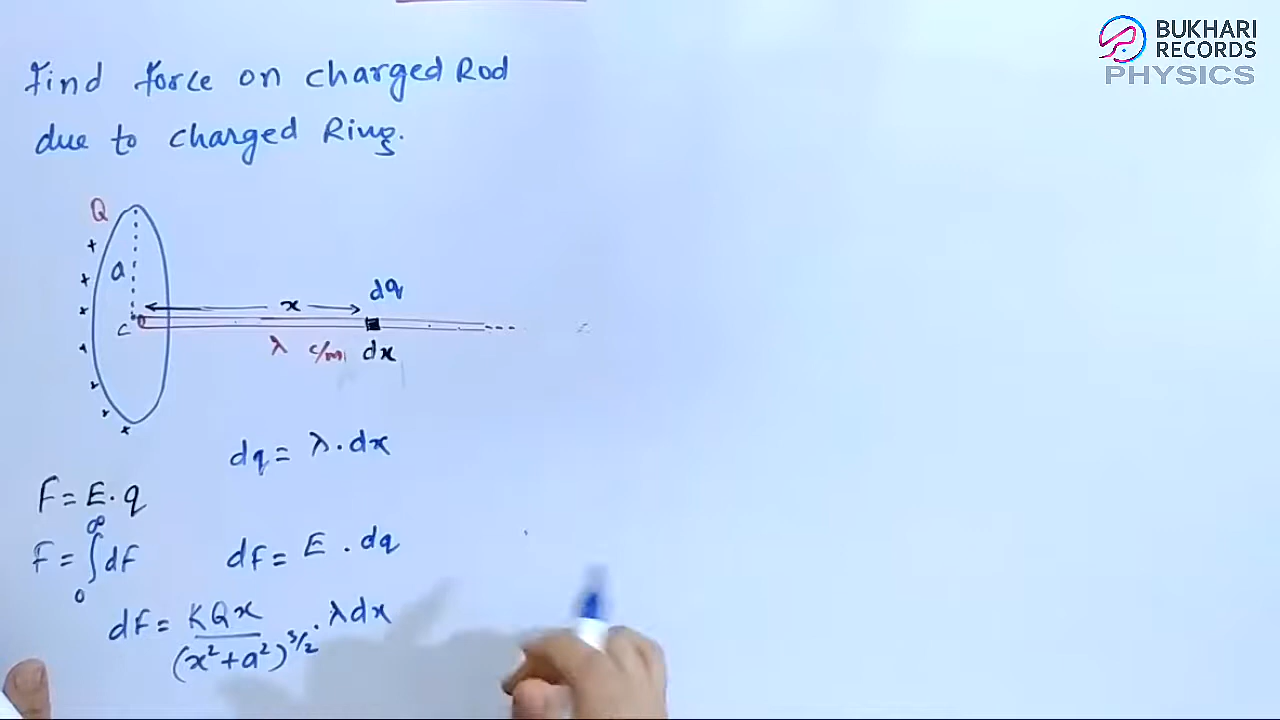 BUKHARI
RECORDS
PHYSICS
Find force on charged Rod
due to charged Ring.
Q
a
x
dq
C
λ C/m
dx
dq = λ · dx
F = E · q
F = ∫₀^∞ dF
dF = E · dq
dF = KQx/(x² + a²)^3/2 · λdx